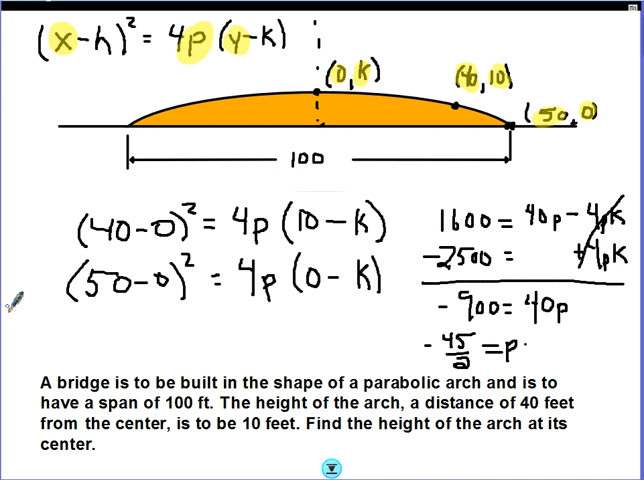 (x-h)² = 4p(y-k)
(0, k)
(40, 10)
(50, 0)
100
(40-0)² = 4p(10-k)
(50-0)² = 4p(0-k)
1600 = 40p - 4pk
-2500 = +4pk
-900 = 40p
-45/2 = p
A bridge is to be built in the shape of a parabolic arch and is to
have a span of 100 ft. The height of the arch, a distance of 40 feet
from the center, is to be 10 feet. Find the height of the arch at its
center.